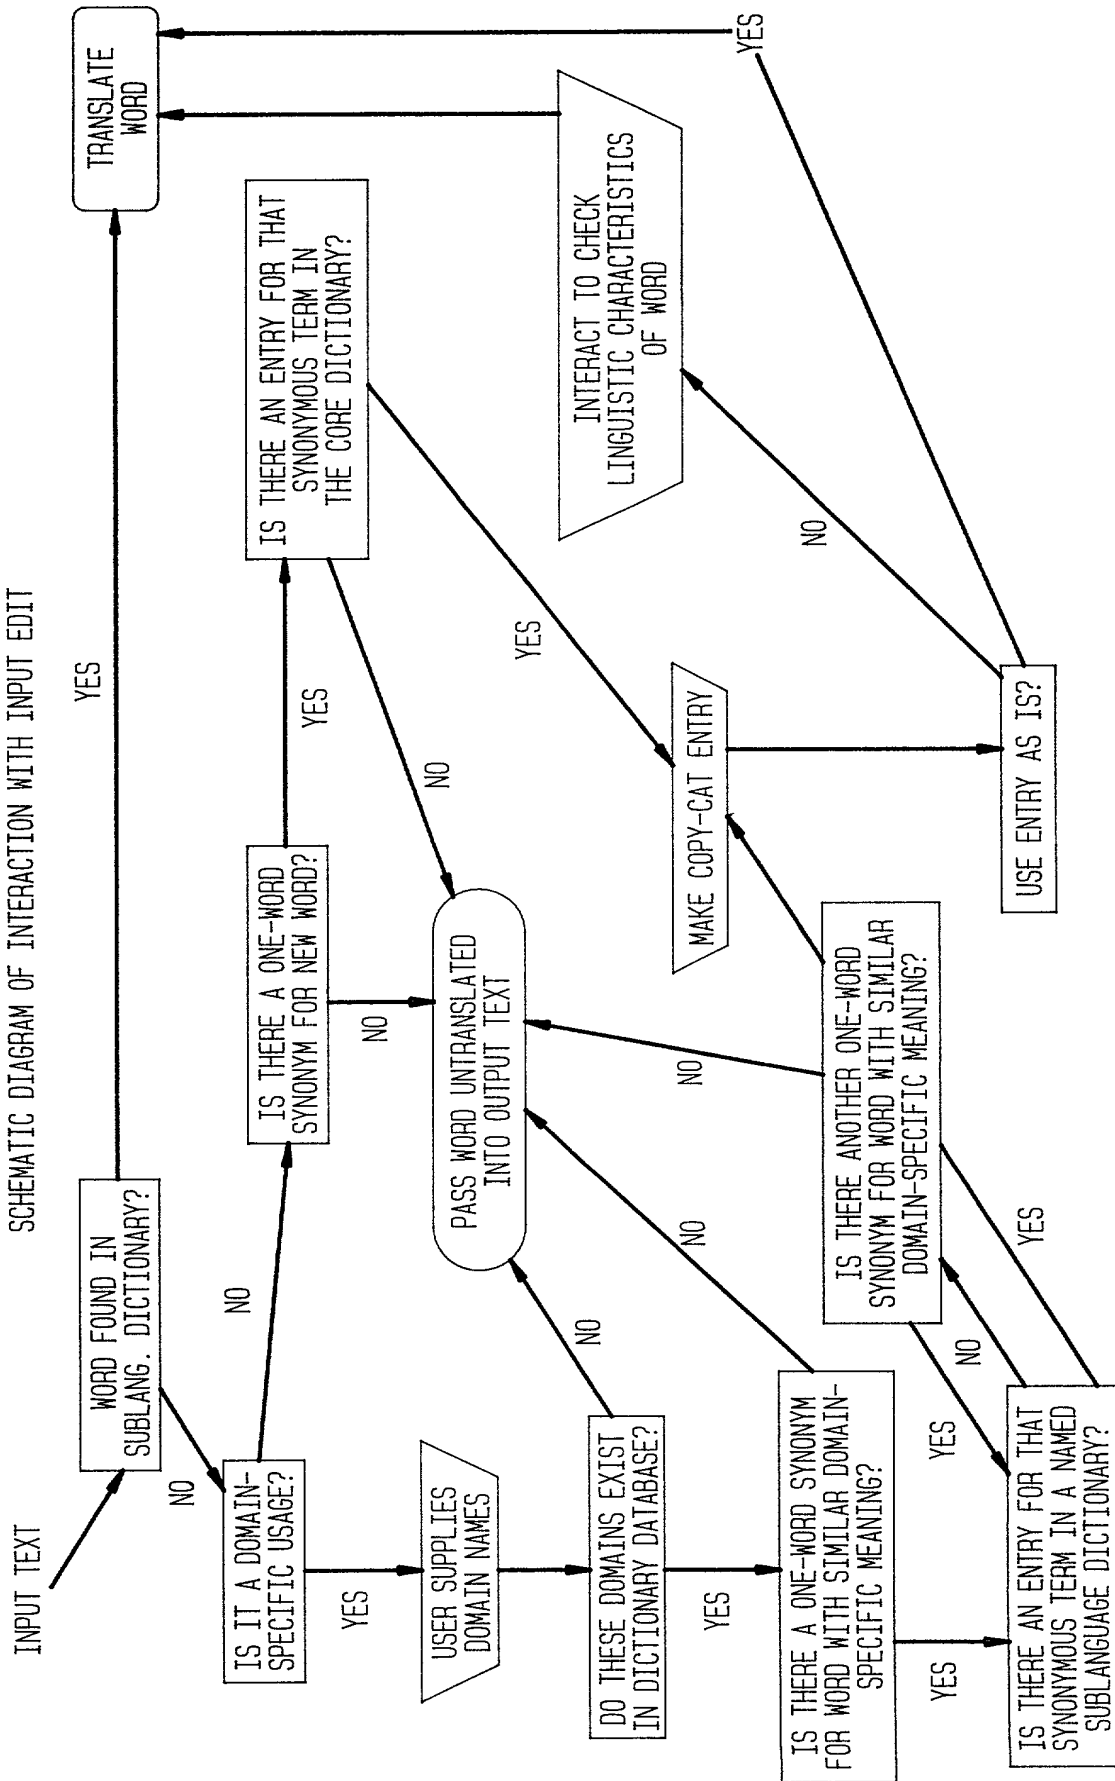 SCHEMATIC DIAGRAM OF INTERACTION WITH INPUT EDIT
INPUT TEXT
WORD FOUND IN
SUBLANG. DICTIONARY?
YES
TRANSLATE
WORD
NO
IS IT A DOMAIN-
SPECIFIC USAGE?
NO
IS THERE A ONE-WORD
SYNONYM FOR NEW WORD?
YES
IS THERE AN ENTRY FOR THAT
SYNONYMOUS TERM IN
THE CORE DICTIONARY?
YES
USER SUPPLIES
DOMAIN NAMES
NO
NO
PASS WORD UNTRANSLATED
INTO OUTPUT TEXT
YES
DO THESE DOMAINS EXIST
IN DICTIONARY DATABASE?
NO
INTERACT TO CHECK
LINGUISTIC CHARACTERISTICS
OF WORD
YES
NO
NO
MAKE COPY-CAT ENTRY
YES
IS THERE A ONE-WORD SYNONYM
FOR WORD WITH SIMILAR DOMAIN-
SPECIFIC MEANING?
IS THERE ANOTHER ONE-WORD
SYNONYM FOR WORD WITH SIMILAR
DOMAIN-SPECIFIC MEANING?
NO
YES
YES
YES
NO
YES
IS THERE AN ENTRY FOR THAT
SYNONYMOUS TERM IN A NAMED
SUBLANGUAGE DICTIONARY?
USE ENTRY AS IS?